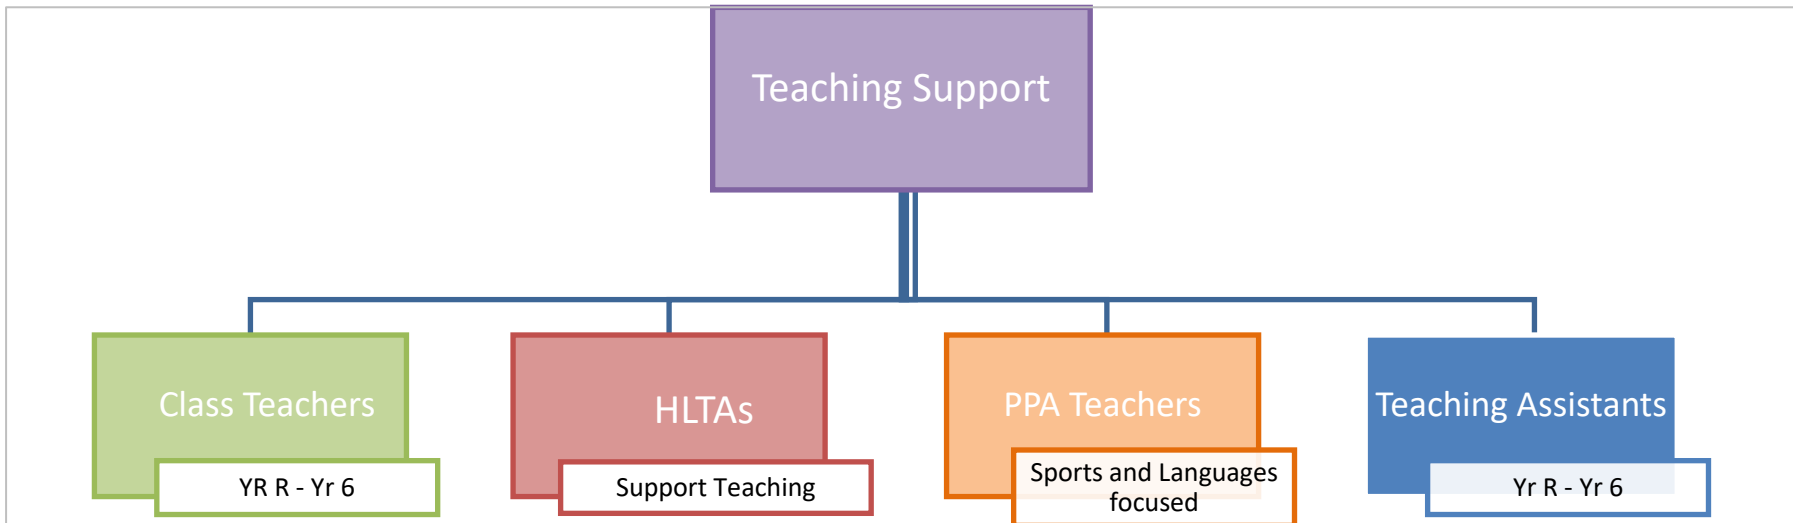 Teaching Support
Class Teachers
YR R - Yr 6
HLTAs
Support Teaching
PPA Teachers
Sports and Languages
focused
Teaching Assistants
Yr R - Yr 6